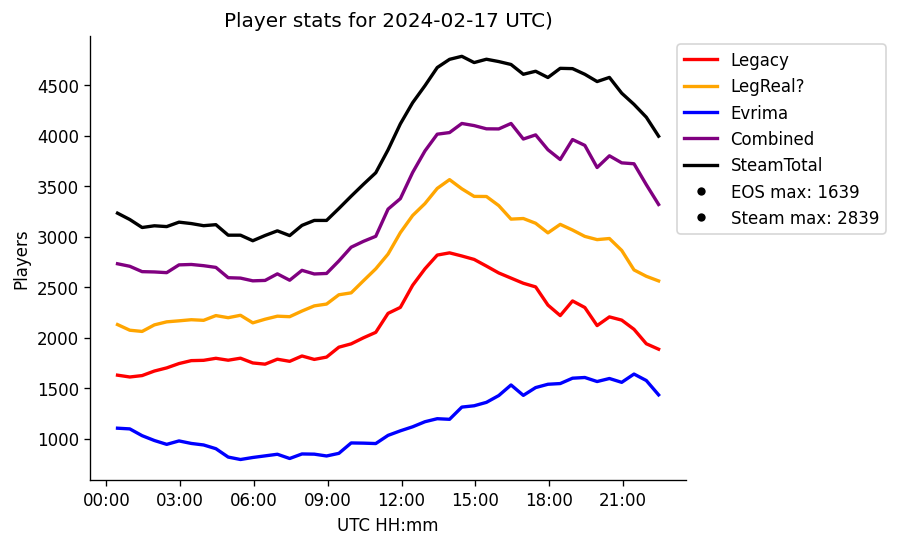 Player stats for 2024-02-17 UTC)
Players
4500
4000
3500
3000
2500
2000
1500
1000
00:00 03:00 06:00 09:00 12:00 15:00 18:00 21:00
UTC HH:mm
Legacy
LegReal?
Evrima
Combined
SteamTotal
EOS max: 1639
Steam max: 2839